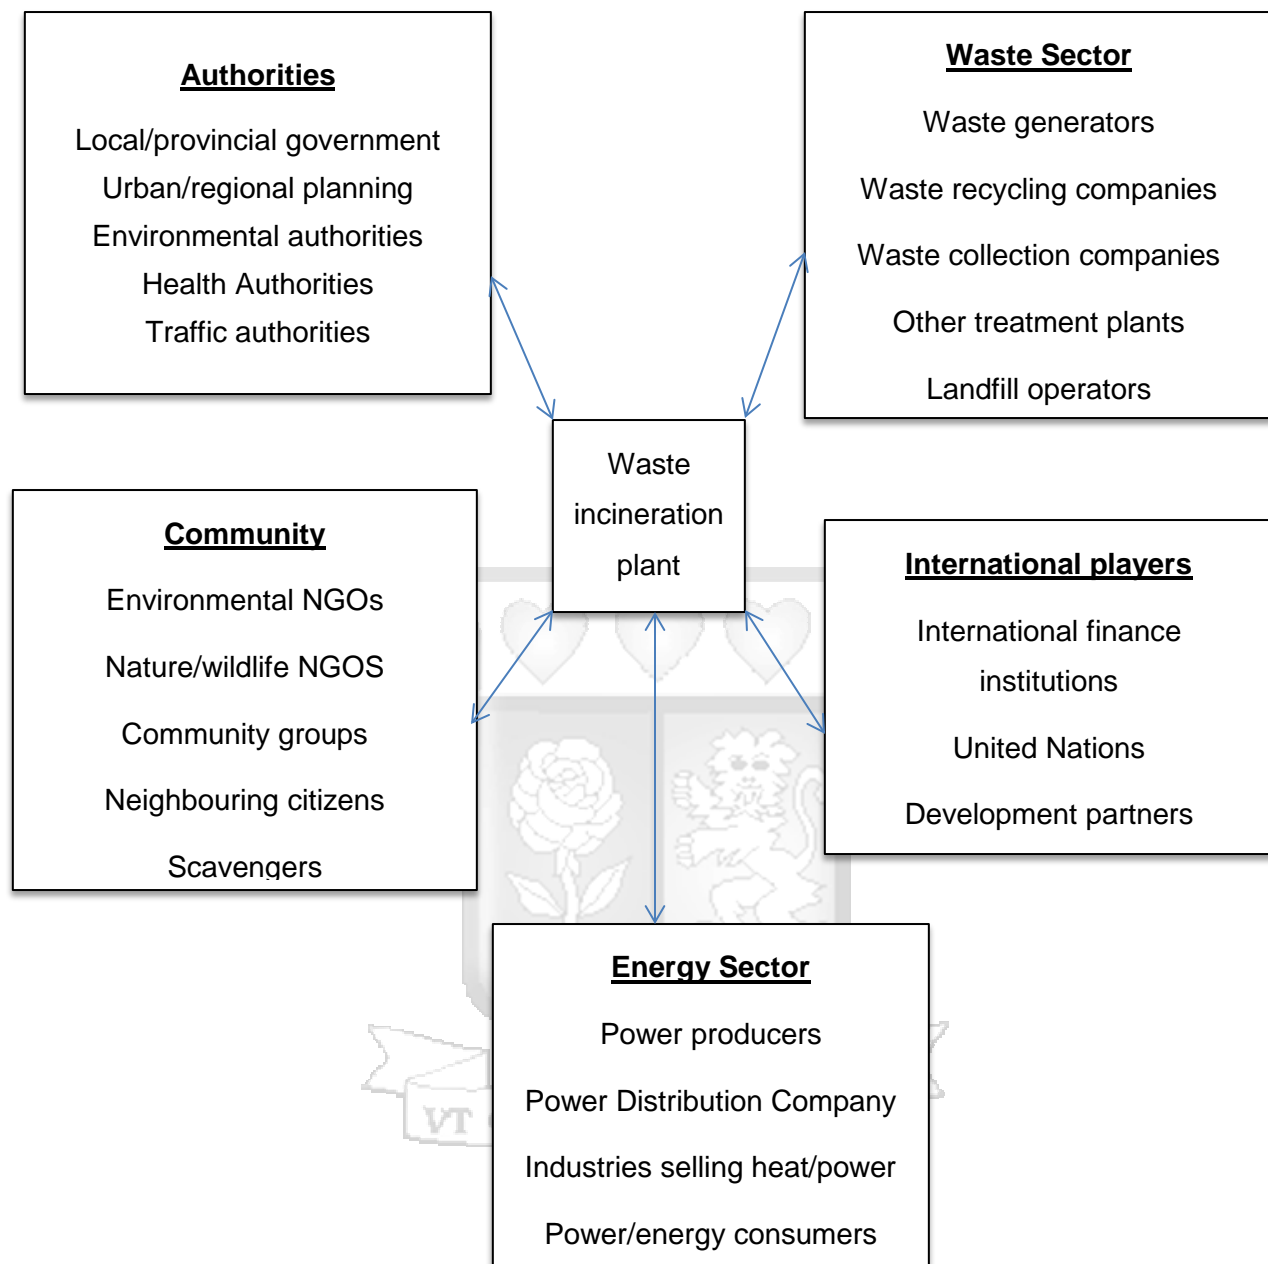 Authorities
Local/provincial government
Urban/regional planning
Environmental authorities
Health Authorities
Traffic authorities
Waste Sector
Waste generators
Waste recycling companies
Waste collection companies
Other treatment plants
Landfill operators
Waste
incineration
plant
Community
Environmental NGOs
Nature/wildlife NGOS
Community groups
Neighbouring citizens
Scavengers
International players
International finance
institutions
United Nations
Development partners
Energy Sector
Power producers
Power Distribution Company
Industries selling heat/power
Power/energy consumers
VT